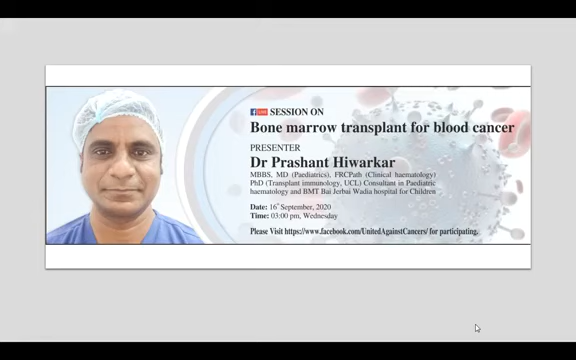 f LIVE SESSION ON
Bone marrow transplant for blood cancer
PRESENTER
Dr Prashant Hiwarkar
MBBS, MD (Paediatrics), FRCPath (Clinical haematology)
PhD (Transplant immunology, UCL) Consultant in Paediatric
haematology and BMT Bai Jerbai Wadia hospital for Children
Date: 16th September, 2020
Time: 03:00 pm, Wednesday
Please Visit https://www.facebook.com/UnitedAgainstCancers/ for participating.